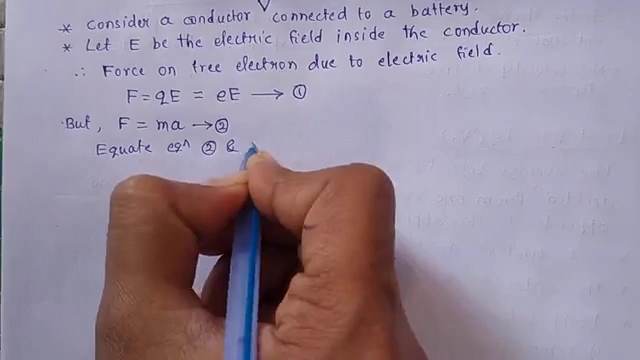 * Consider a conductor connected to a battery.
* Let E be the electric field inside the conductor.
∴ Force on free electron due to electric field.
F = qE = eE → ①
But, F = ma → ②
Equate eqn ② &